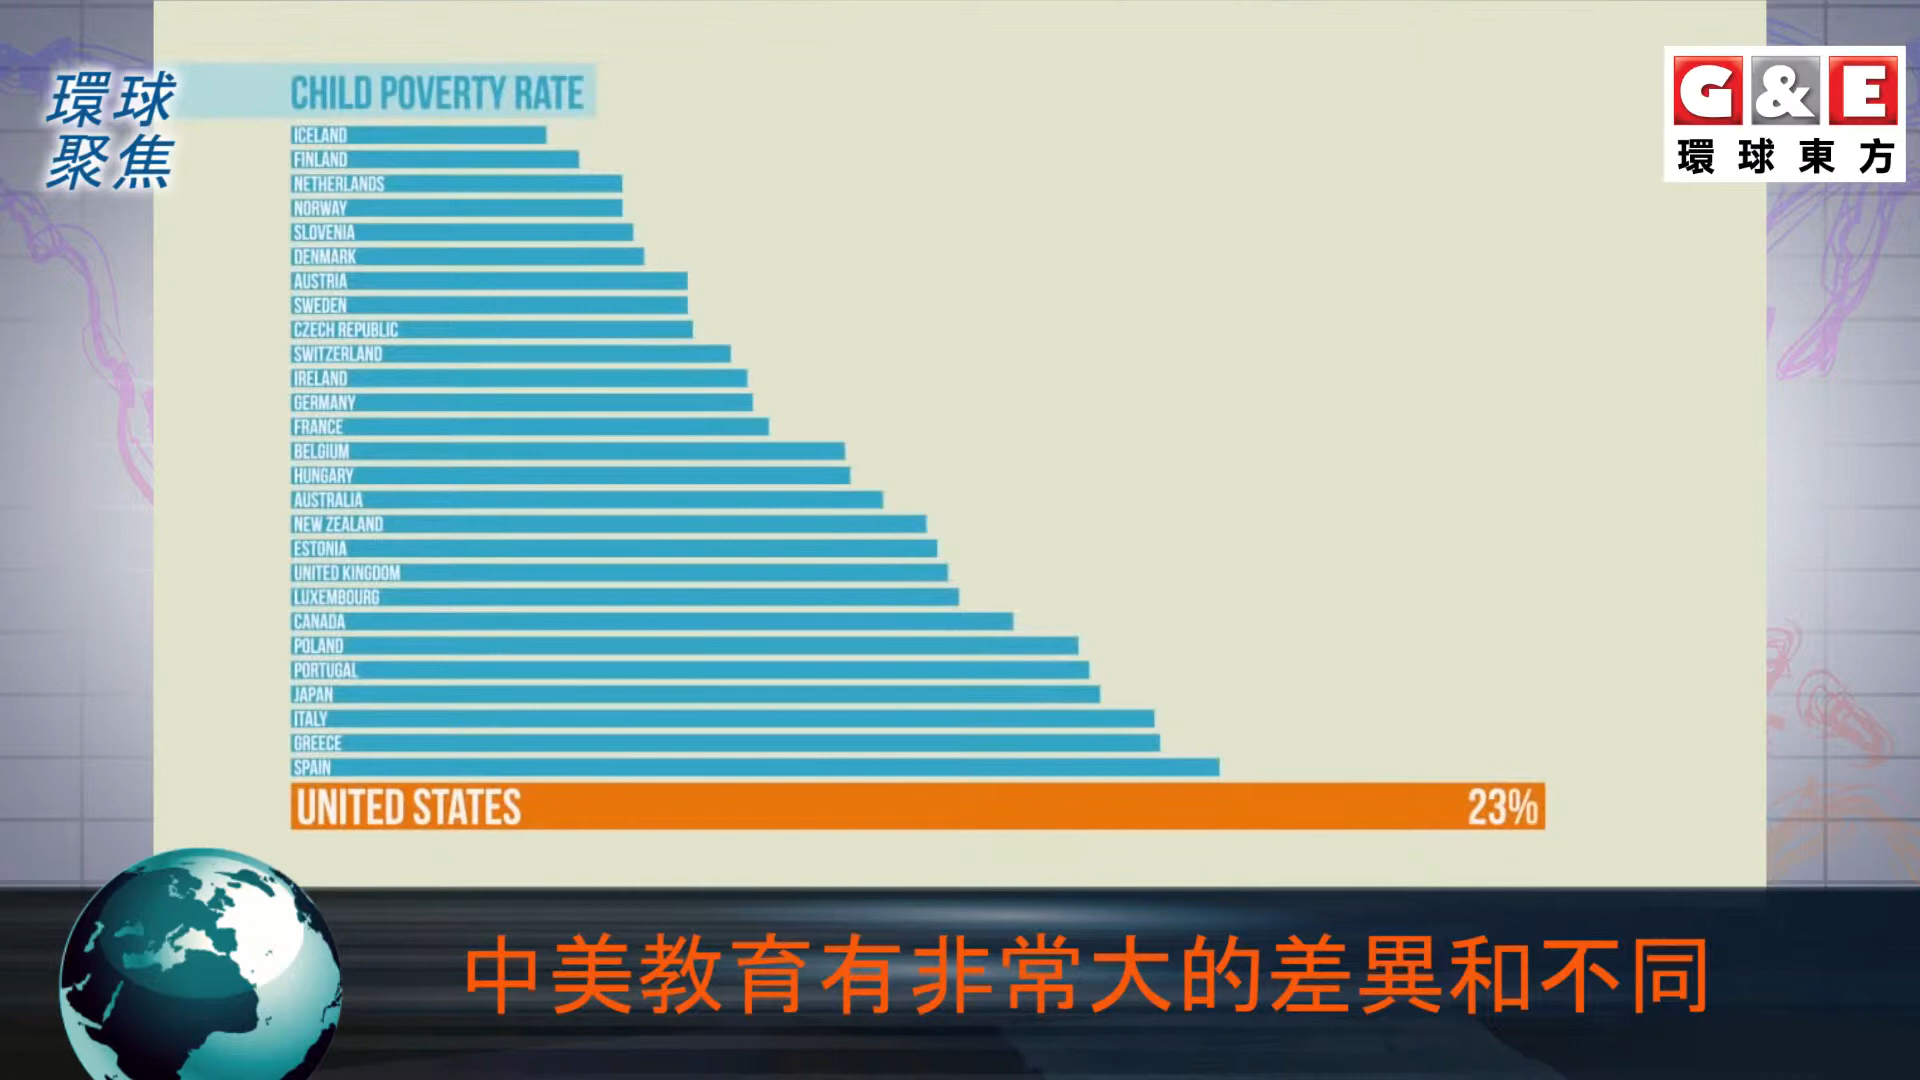 環球
聚焦
G&E
環球東方
CHILD POVERTY RATE
ICELAND
FINLAND
NETHERLANDS
NORWAY
SLOVENIA
DENMARK
AUSTRIA
SWEDEN
CZECH REPUBLIC
SWITZERLAND
IRELAND
GERMANY
FRANCE
BELGIUM
HUNGARY
AUSTRALIA
NEW ZEALAND
ESTONIA
UNITED KINGDOM
LUXEMBOURG
CANADA
POLAND
PORTUGAL
JAPAN
ITALY
GREECE
SPAIN
UNITED STATES 23%
中美教育有非常大的差異和不同